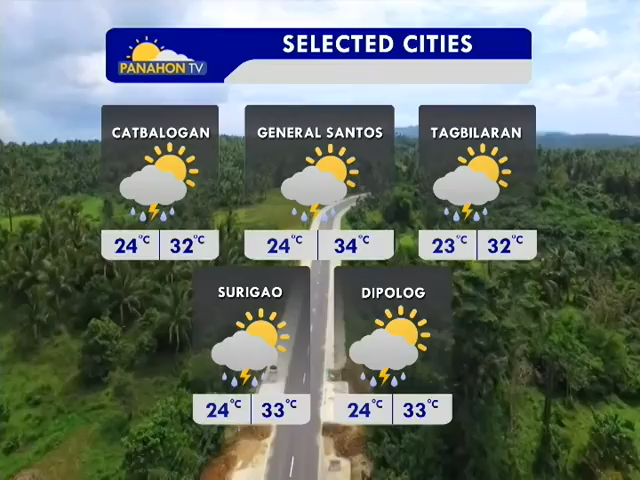 SELECTED CITIES
PANAHON TV
CATBALOGAN
24°C 32°C
GENERAL SANTOS
24°C 34°C
TAGBILARAN
23°C 32°C
SURIGAO
24°C 33°C
DIPOLOG
24°C 33°C